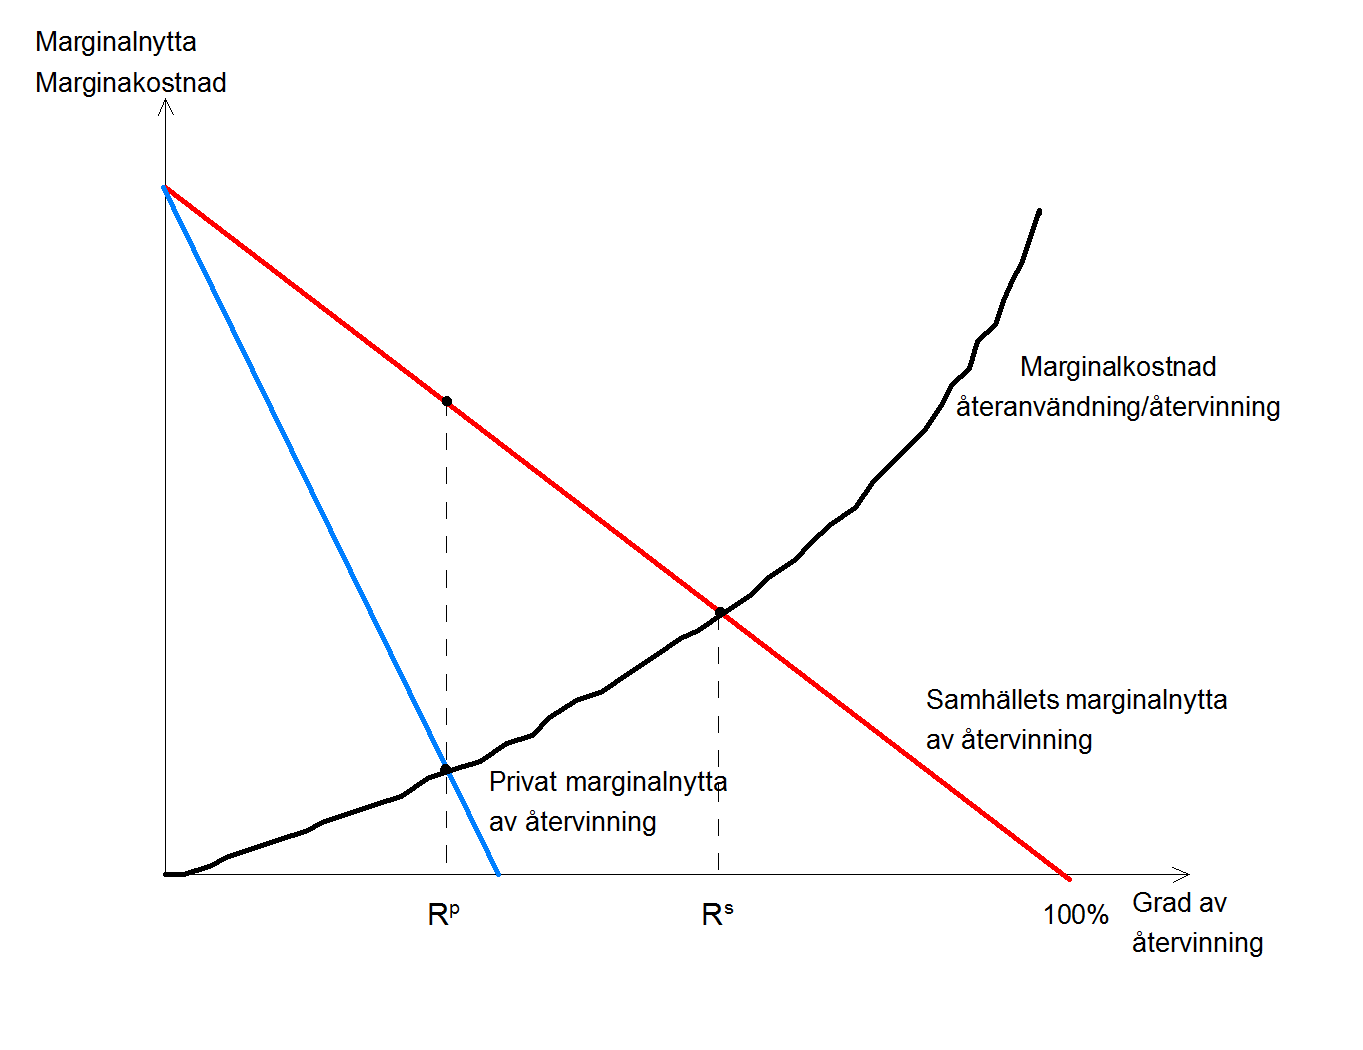 Marginalnytta
Marginakostnad
Marginalkostnad
återanvändning/återvinning
Samhällets marginalnytta
av återvinning
Privat marginalnytta
av återvinning
Rᵖ
Rˢ
100%
Grad av
återvinning